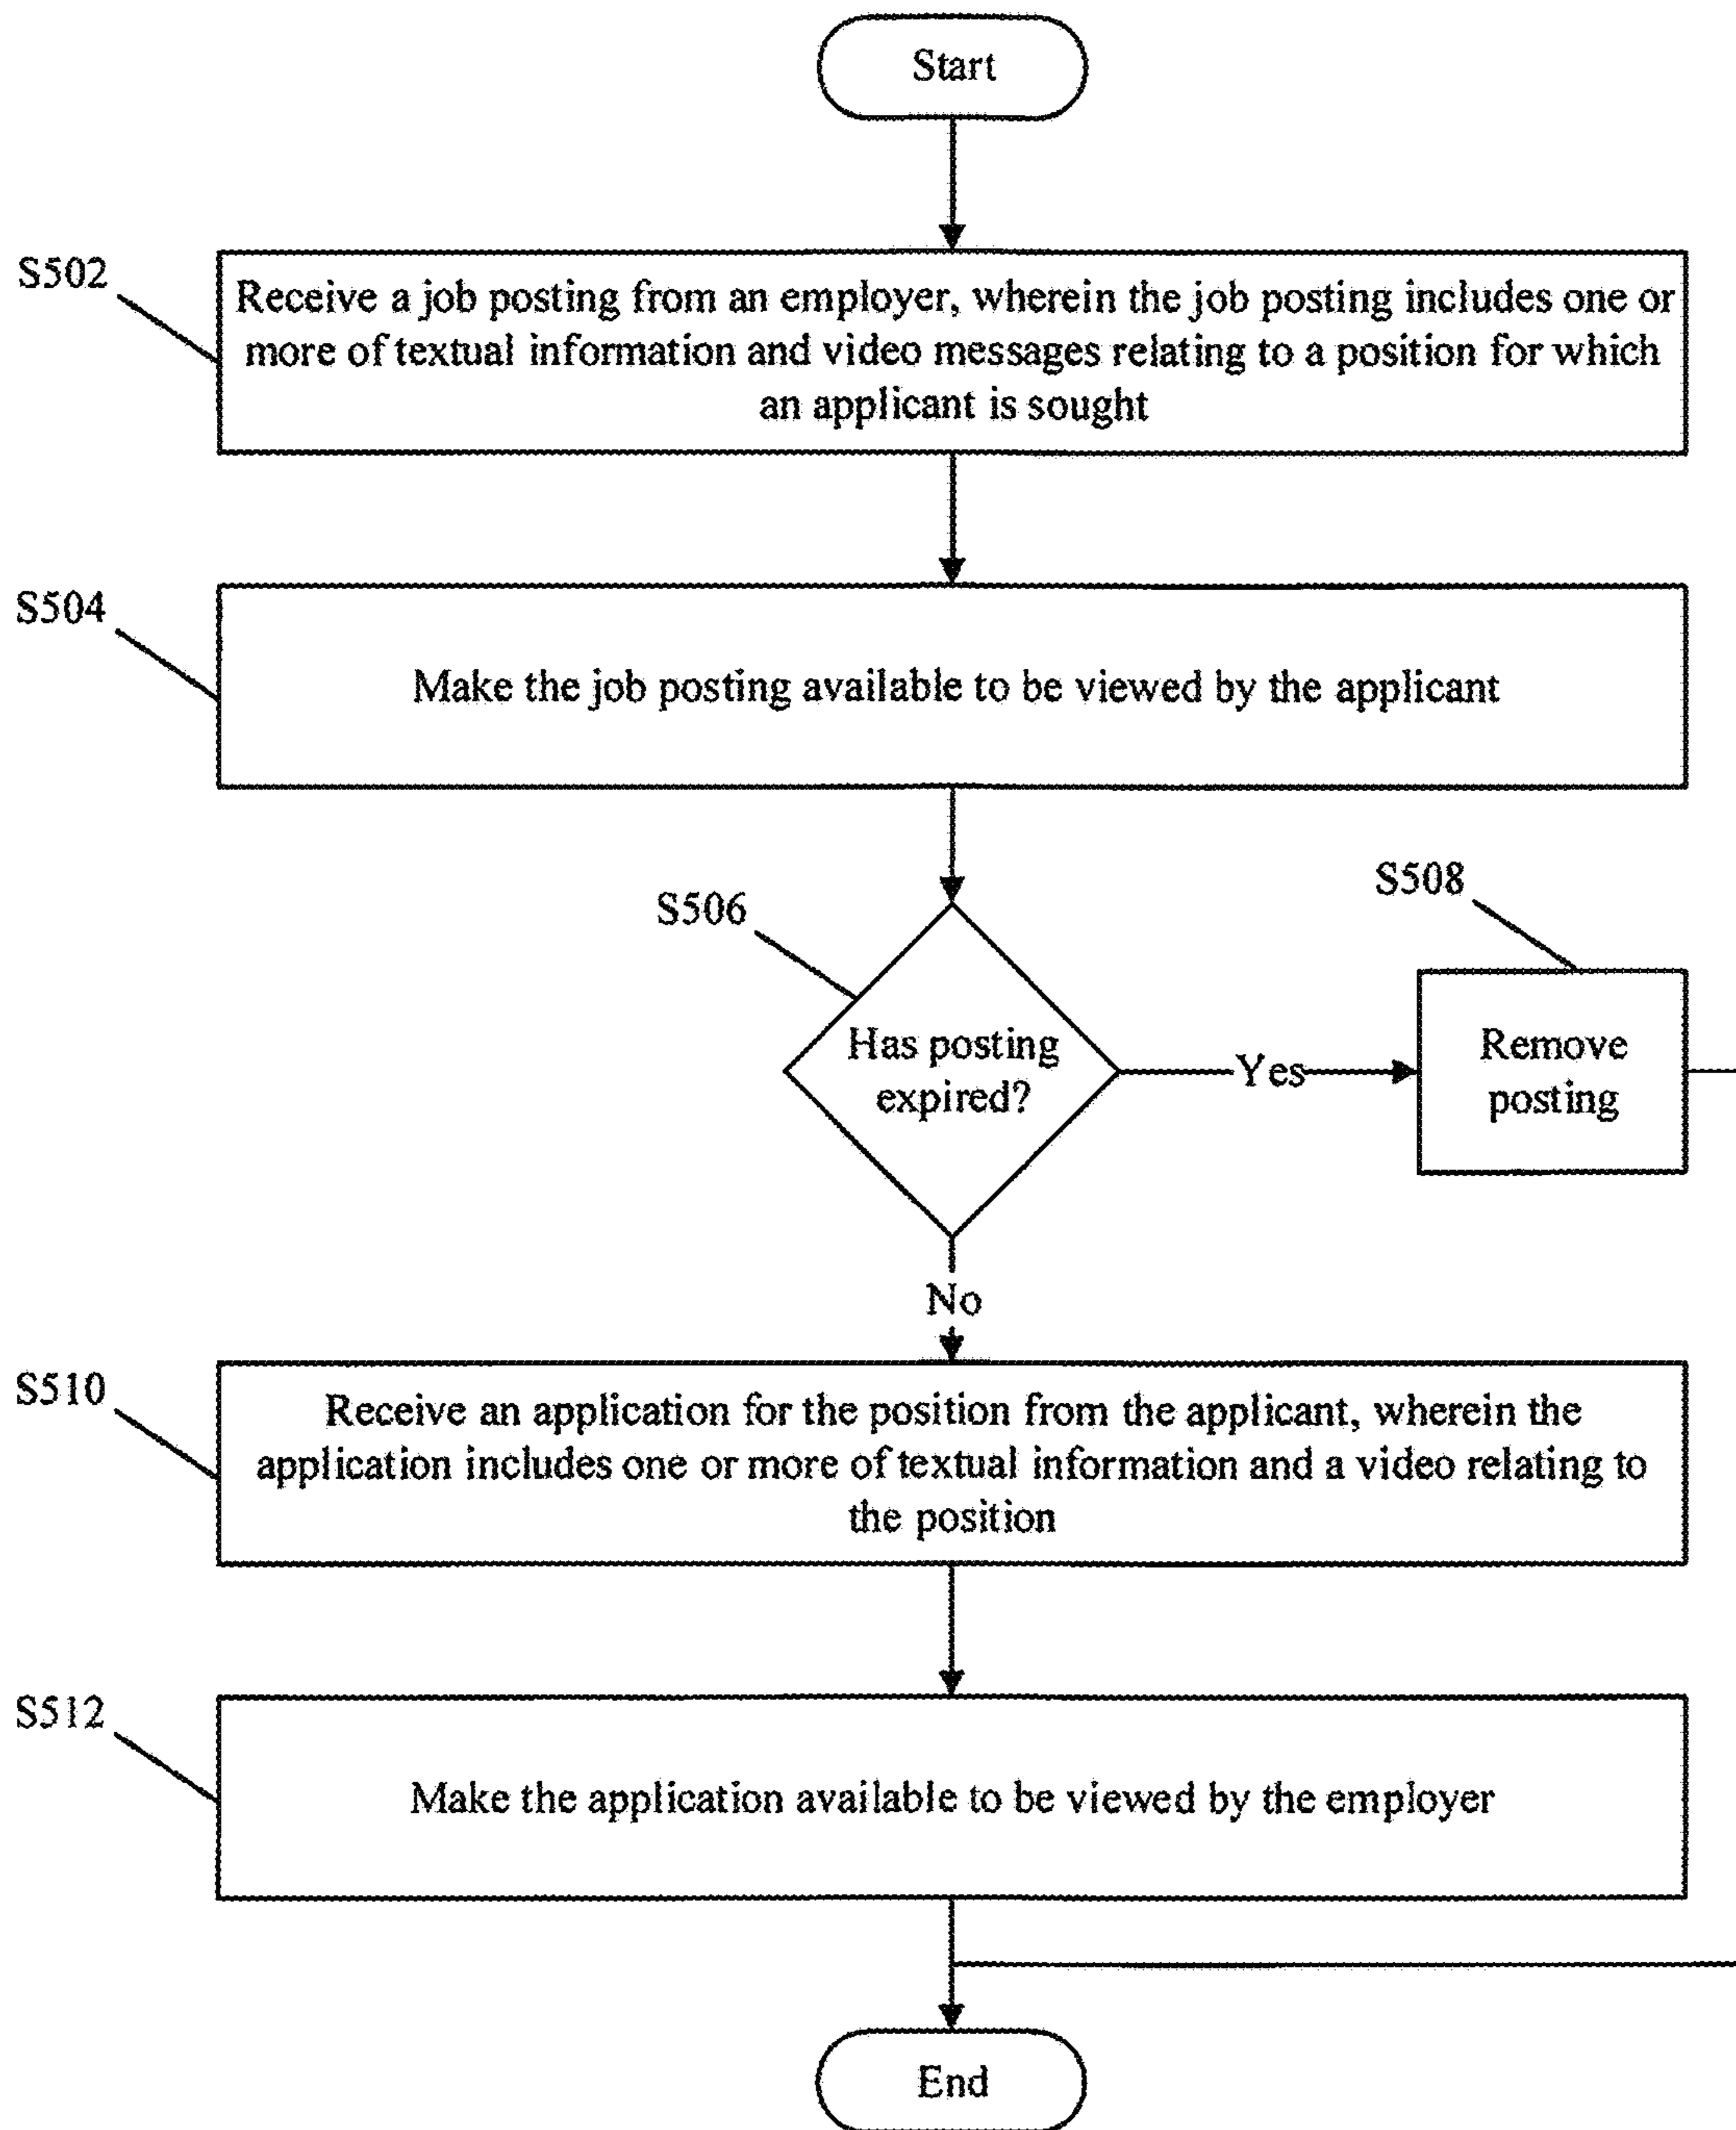 Start
S502
Receive a job posting from an employer, wherein the job posting includes one or
more of textual information and video messages relating to a position for which
an applicant is sought
S504
Make the job posting available to be viewed by the applicant
S506
S508
Has posting
expired?
Yes
Remove
posting
No
S510
Receive an application for the position from the applicant, wherein the
application includes one or more of textual information and a video relating to
the position
S512
Make the application available to be viewed by the employer
End